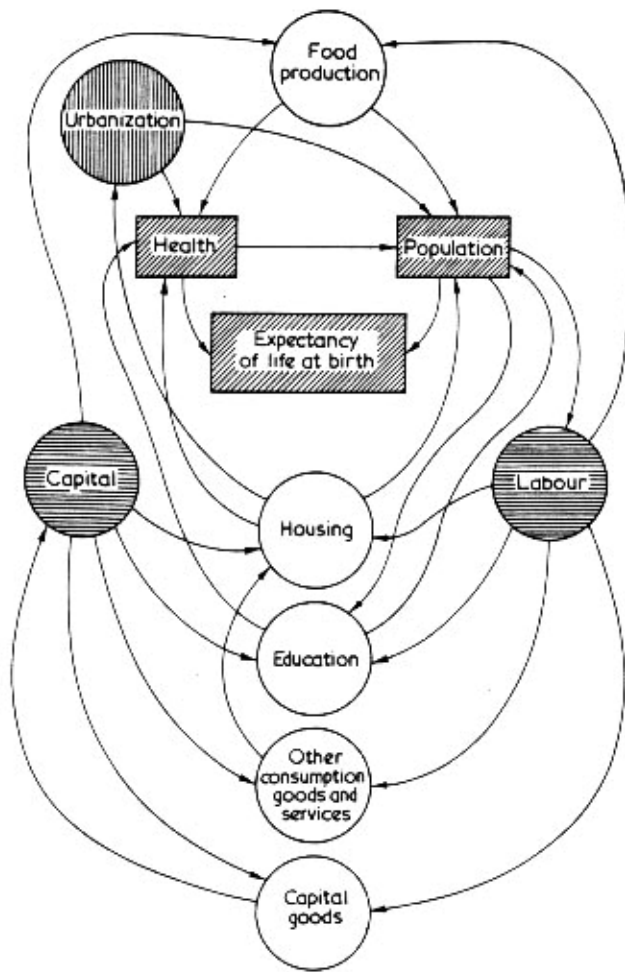 Food
production
Urbanization
Health
Population
Expectancy
of life at birth
Capital
Labour
Housing
Education
Other
consumption
goods and
services
Capital
goods